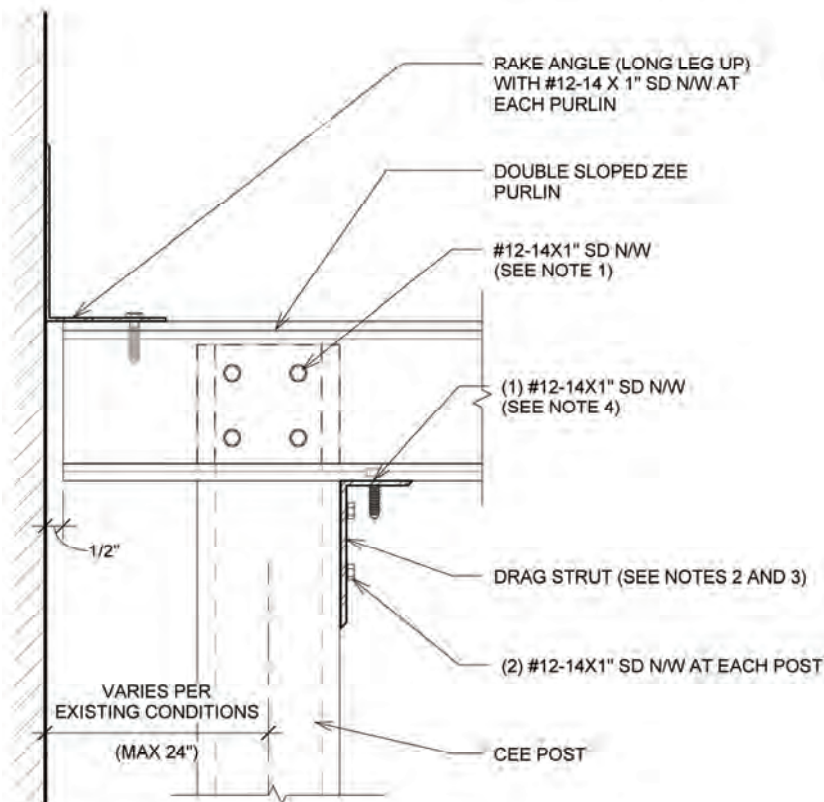 RAKE ANGLE (LONG LEG UP)
WITH #12-14 X 1" SD N/W AT
EACH PURLIN
DOUBLE SLOPED ZEE
PURLIN
#12-14X1" SD N/W
(SEE NOTE 1)
(1) #12-14X1" SD N/W
(SEE NOTE 4)
1/2"
DRAG STRUT (SEE NOTES 2 AND 3)
(2) #12-14X1" SD N/W AT EACH POST
VARIES PER
EXISTING CONDITIONS
(MAX 24")
CEE POST